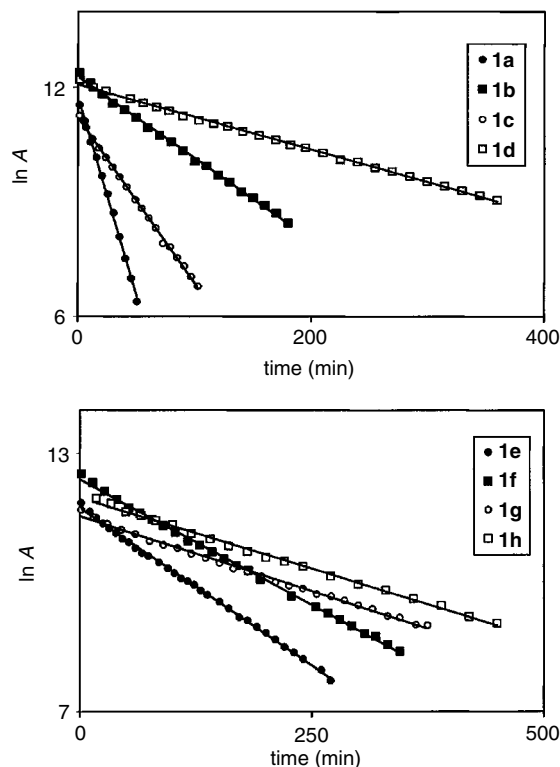 12
ln A
6
1a
1b
1c
1d
0
200
400
time (min)
13
ln A
7
1e
1f
1g
1h
0
250
500
time (min)